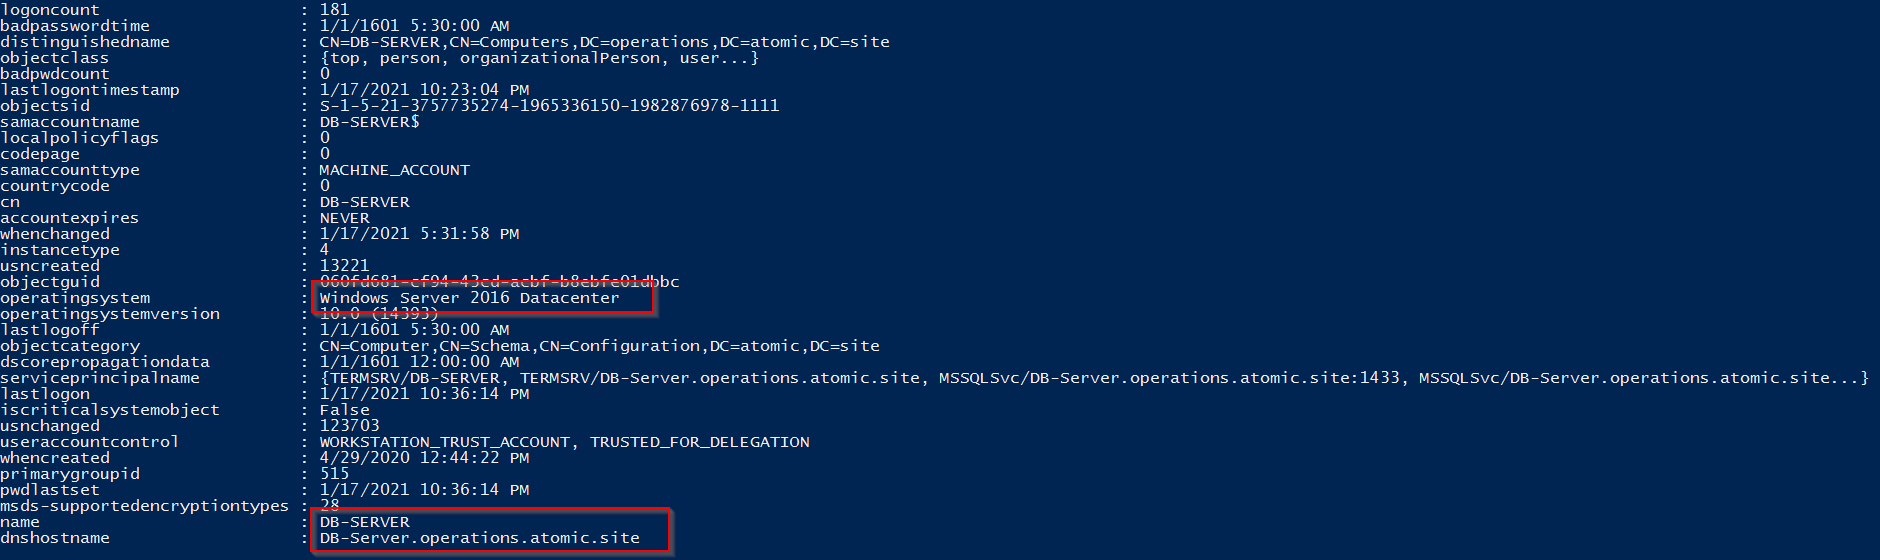 logoncount : 181
badpasswordtime : 1/1/1601 5:30:00 AM
distinguishedname : CN=DB-SERVER,CN=Computers,DC=operations,DC=atomic,DC=site
objectclass : {top, person, organizationalPerson, user...}
badpwdcount : 0
lastlogontimestamp : 1/17/2021 10:23:04 PM
objectsid : S-1-5-21-3757735274-1965336150-1982876978-1111
samaccountname : DB-SERVER$
localpolicyflags : 0
codepage : 0
samaccounttype : MACHINE_ACCOUNT
countrycode : 0
cn : DB-SERVER
accountexpires : NEVER
whenchanged : 1/17/2021 5:31:58 PM
instancetype : 4
usncreated : 13221
objectguid : 060fd681-cf94-43cd-acbf-b8ebfe01dbbc
operatingsystem : Windows Server 2016 Datacenter
operatingsystemversion : 10.0 (14393)
lastlogoff : 1/1/1601 5:30:00 AM
objectcategory : CN=Computer,CN=Schema,CN=Configuration,DC=atomic,DC=site
dscorepropagationdata : 1/1/1601 12:00:00 AM
serviceprincipalname : {TERMSRV/DB-SERVER, TERMSRV/DB-Server.operations.atomic.site, MSSQLSvc/DB-Server.operations.atomic.site:1433, MSSQLSvc/DB-Server.operations.atomic.site...}
lastlogon : 1/17/2021 10:36:14 PM
iscriticalsystemobject : False
usnchanged : 123703
useraccountcontrol : WORKSTATION_TRUST_ACCOUNT, TRUSTED_FOR_DELEGATION
whencreated : 4/29/2020 12:44:22 PM
primarygroupid : 515
pwdlastset : 1/17/2021 10:36:14 PM
msds-supportedencryptiontypes : 28
name : DB-SERVER
dnshostname : DB-Server.operations.atomic.site